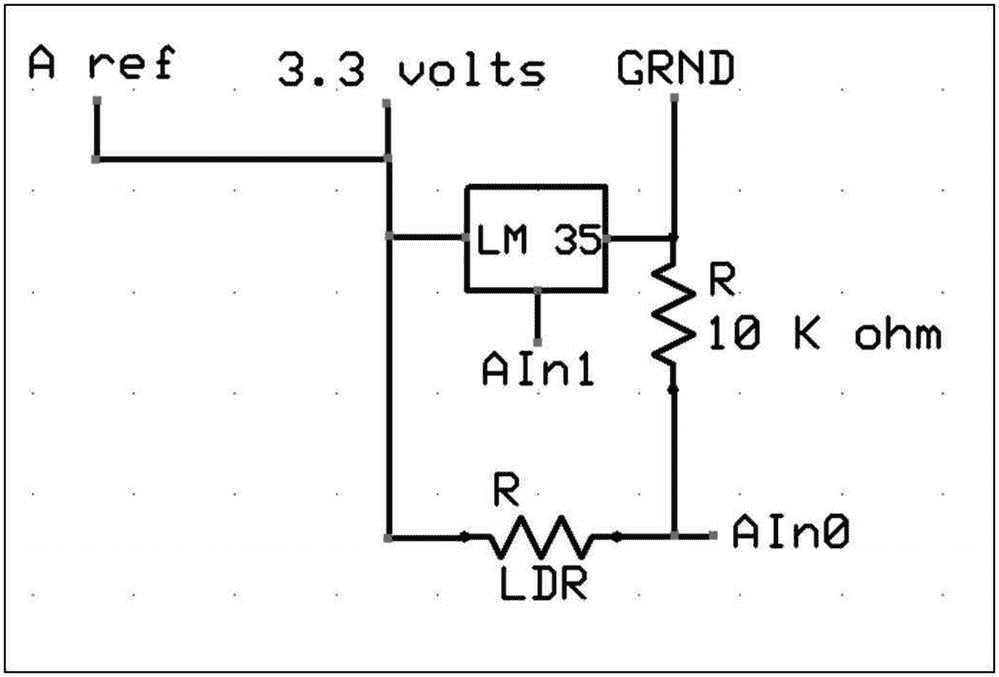 A ref
3.3 volts
GRND
LM 35
R
10 K ohm
AIn1
R
LDR
AIn0